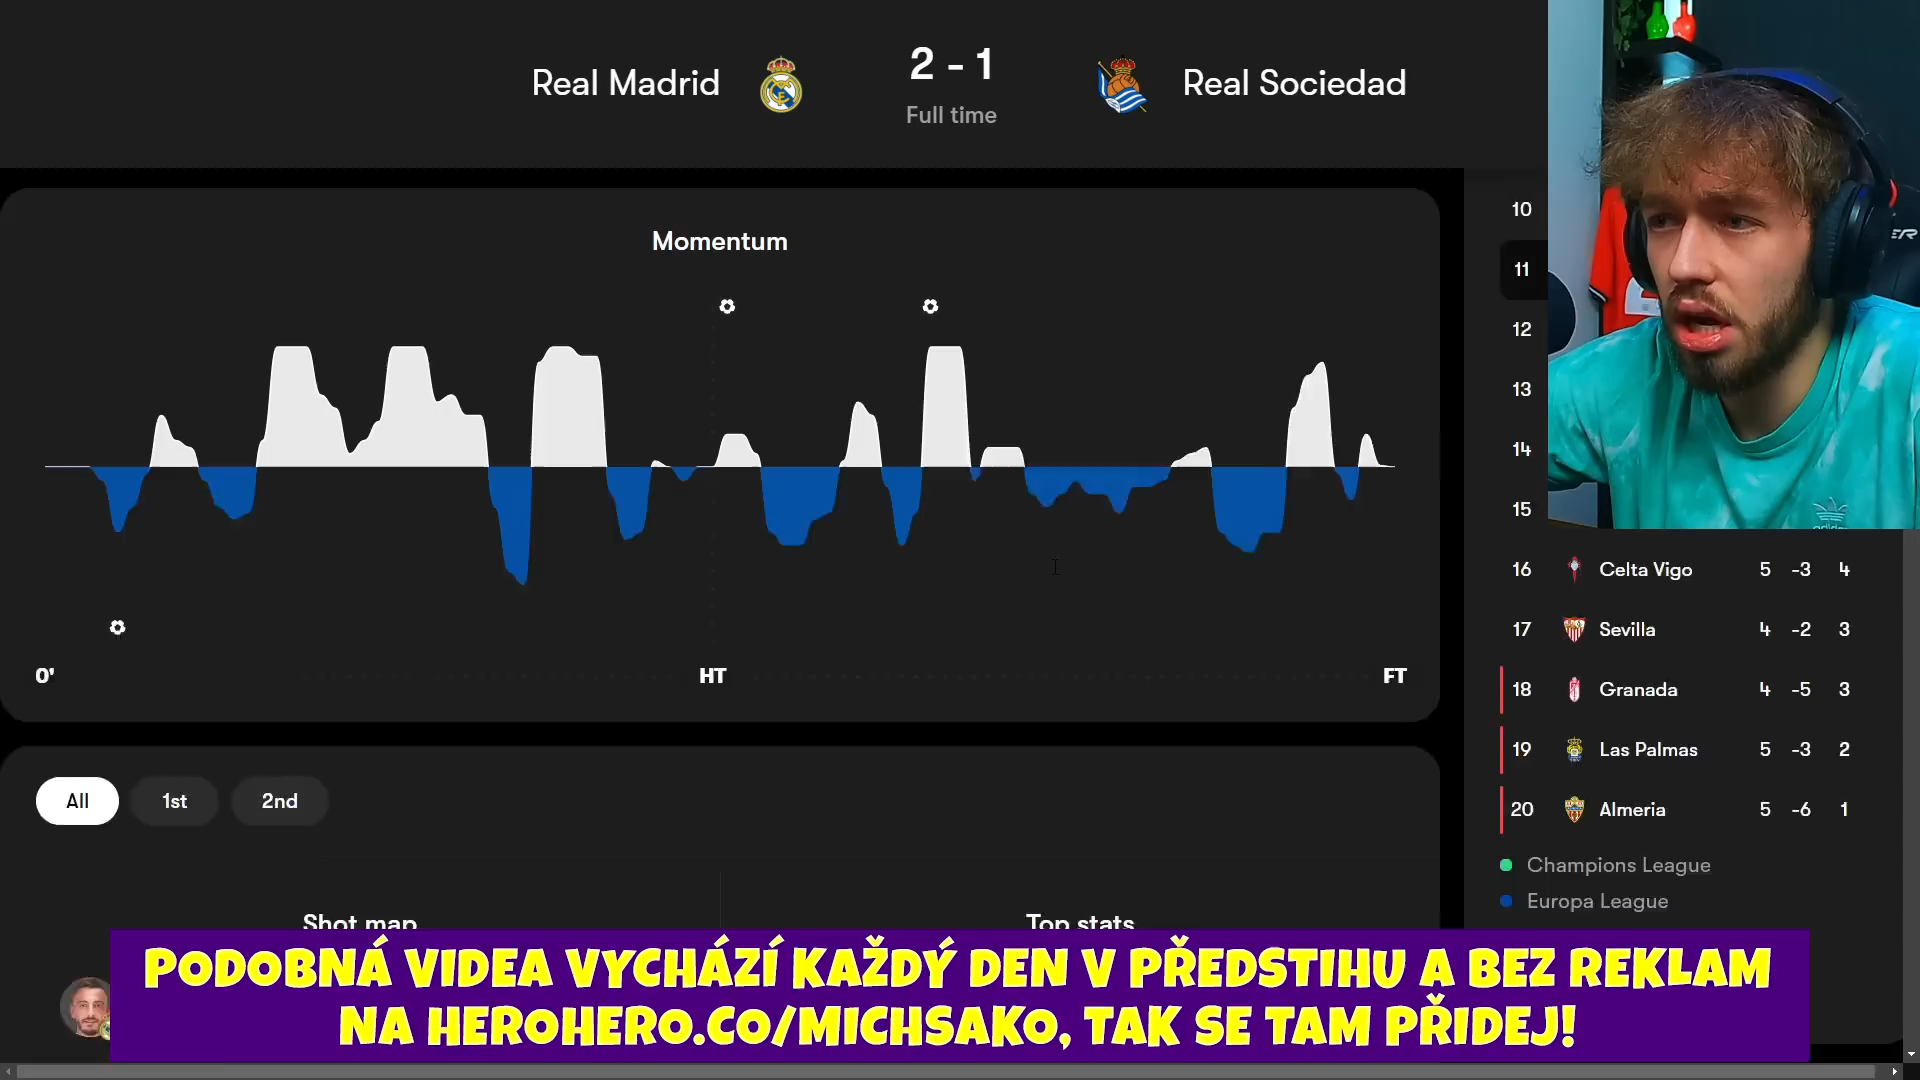 Real Madrid
2 - 1
Real Sociedad
Full time
Momentum
0'
HT
FT
All
1st
2nd
Shot map
Top stats
10
11
12
13
14
15
16 Celta Vigo 5 -3 4
17 Sevilla 4 -2 3
18 Granada 4 -5 3
19 Las Palmas 5 -3 2
20 Almeria 5 -6 1
Champions League
Europa League
PODOBNÁ VIDEA VYCHÁZÍ KAŽDÝ DEN V PŘEDSTIHU A BEZ REKLAM
NA HEROHERO.CO/MICHSAKO, TAK SE TAM PŘIDEJ!